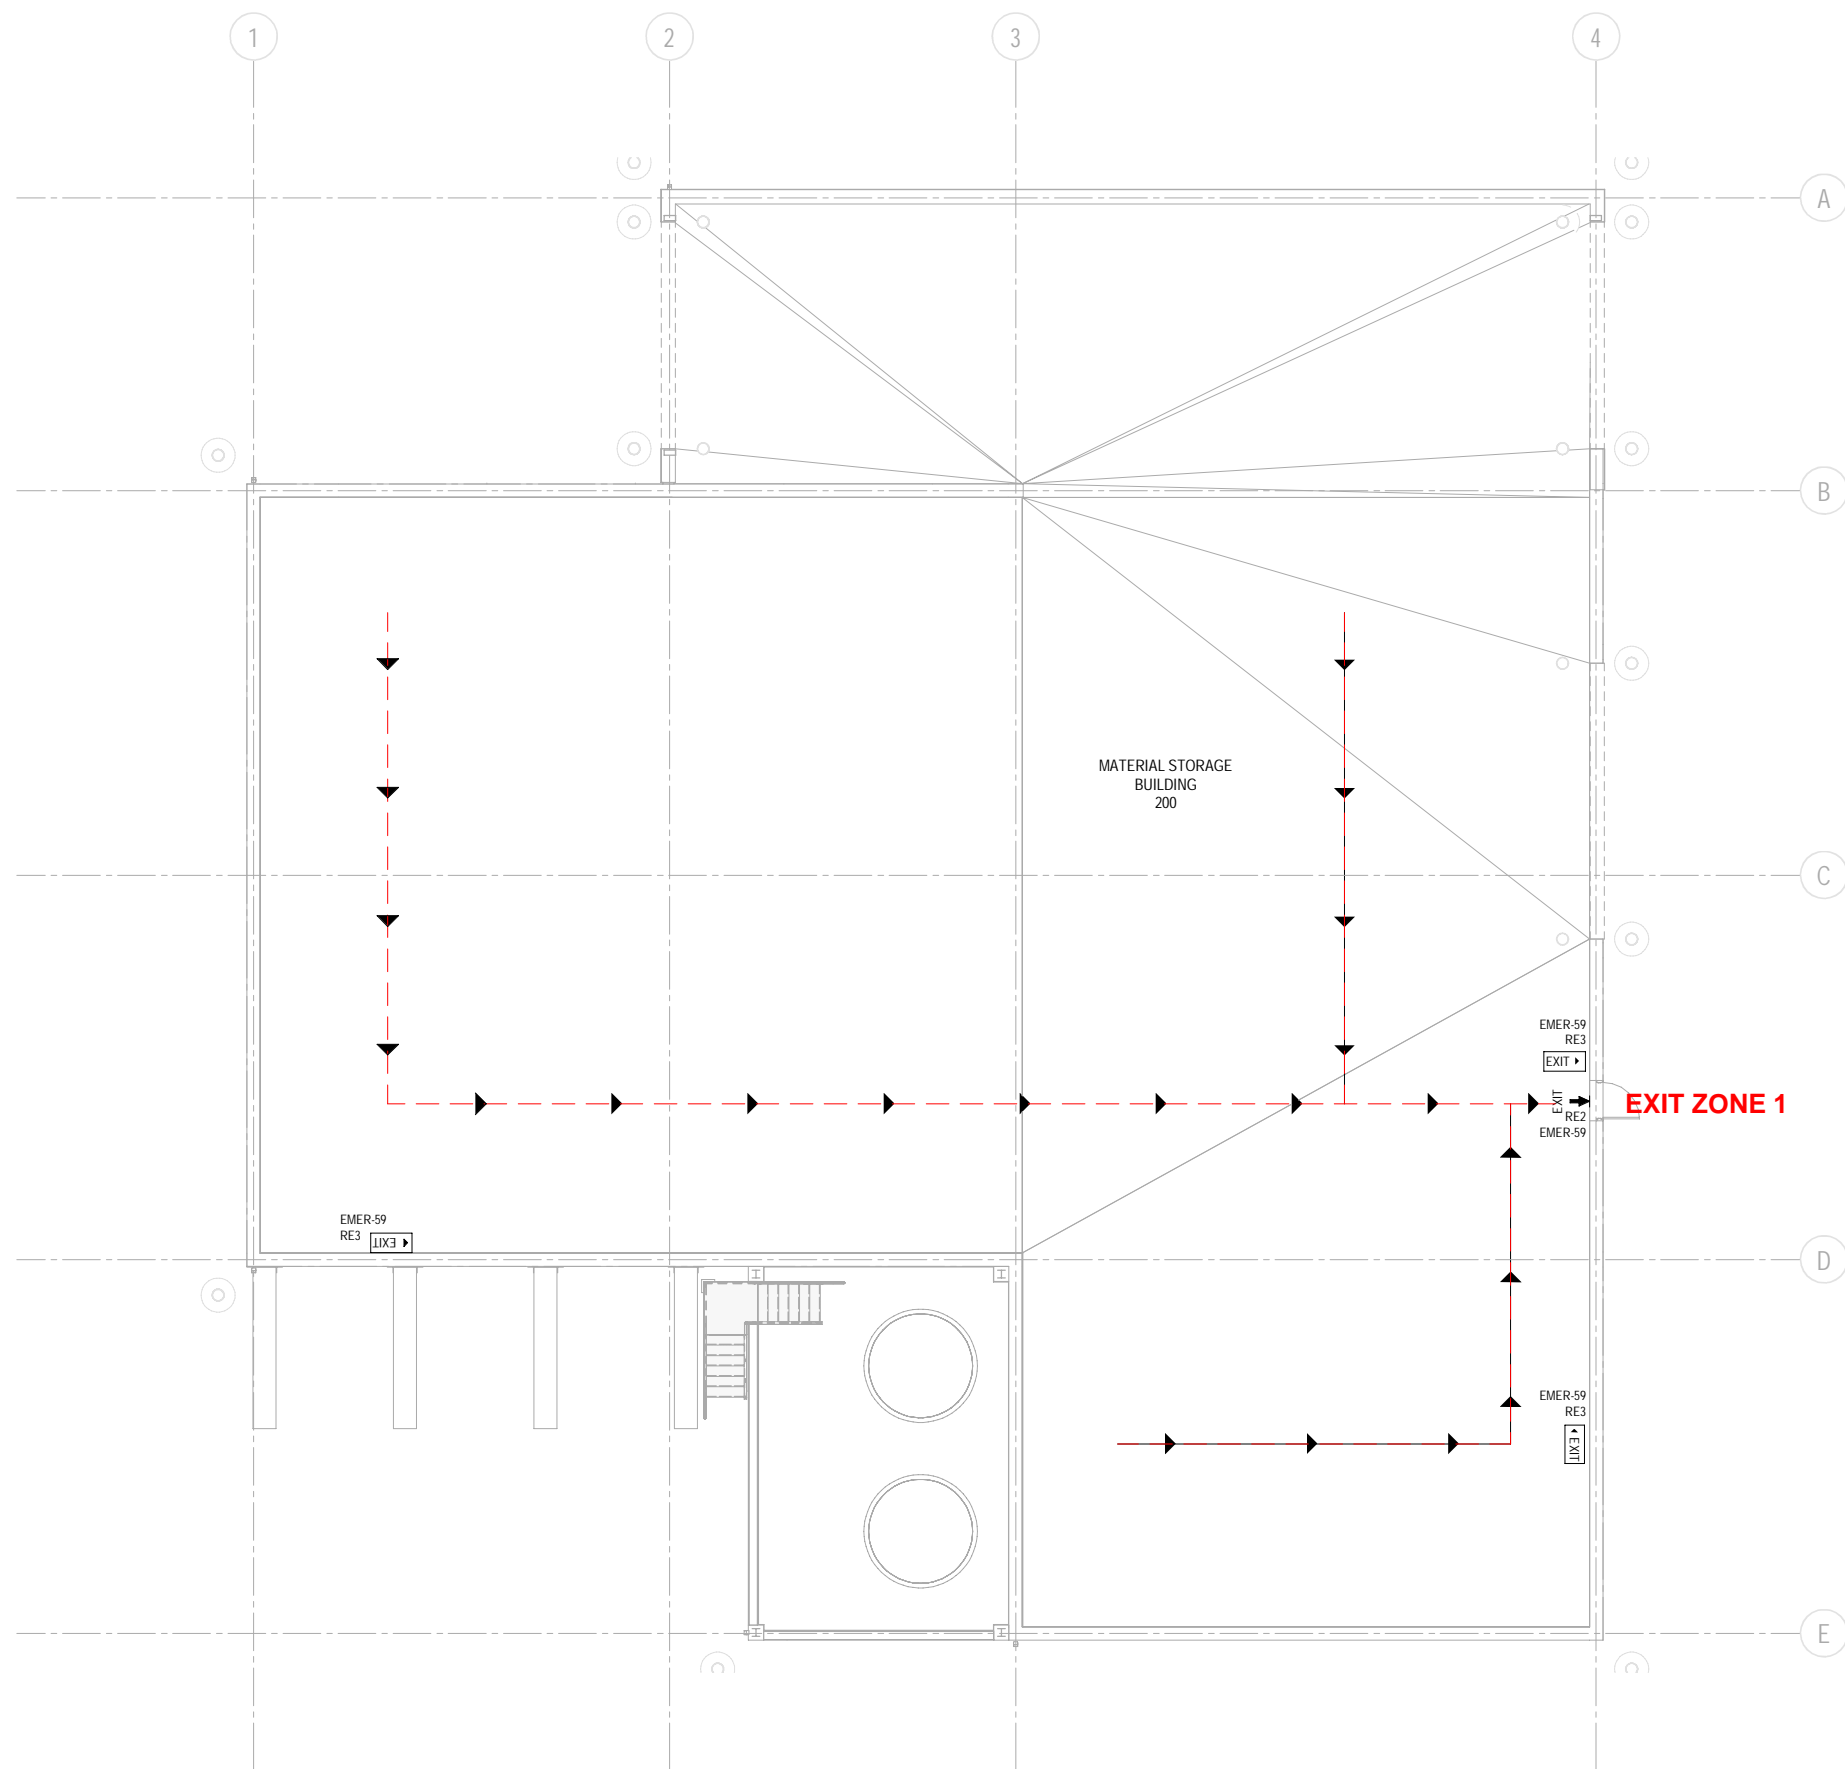 1
2
3
4
A
B
MATERIAL STORAGE
BUILDING
200
C
EMER-59
RE3
EXIT
EXIT
EXIT ZONE 1
RE2
EMER-59
EMER-59
RE3
EXIT
D
EMER-59
RE3
EXIT
E